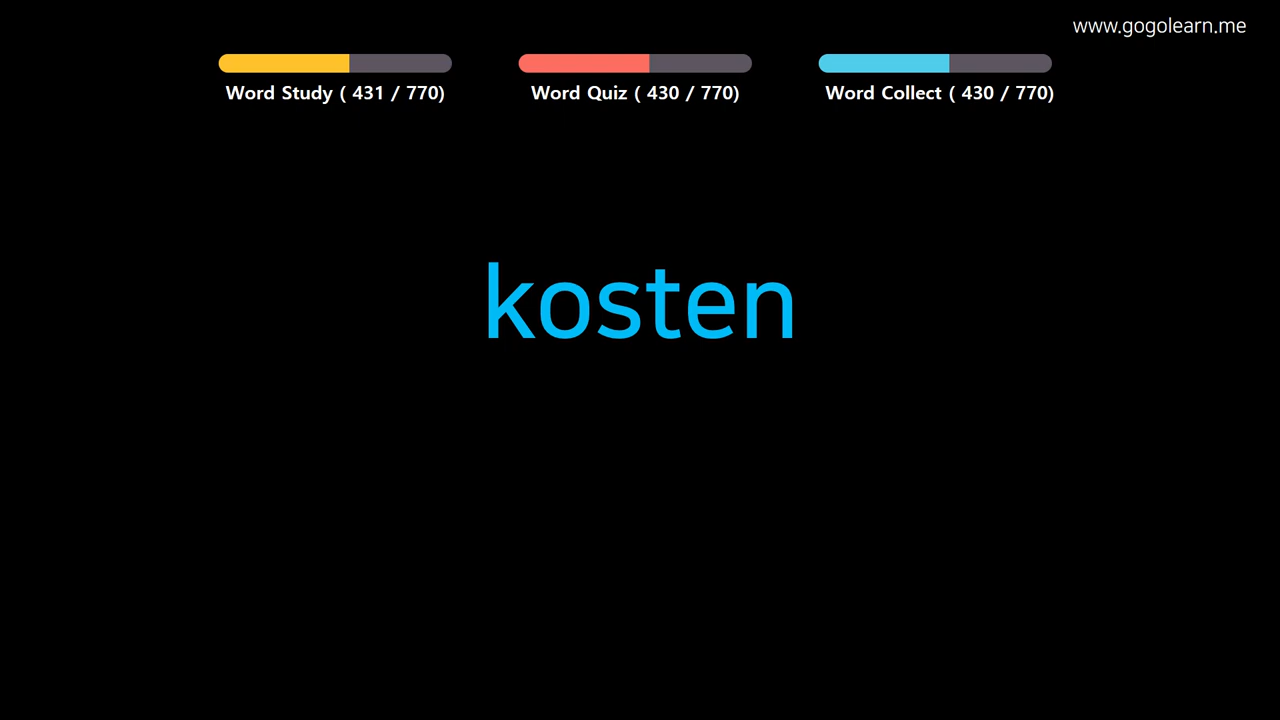 www.gogolearn.me
Word Study ( 431 / 770)
Word Quiz ( 430 / 770)
Word Collect ( 430 / 770)
kosten